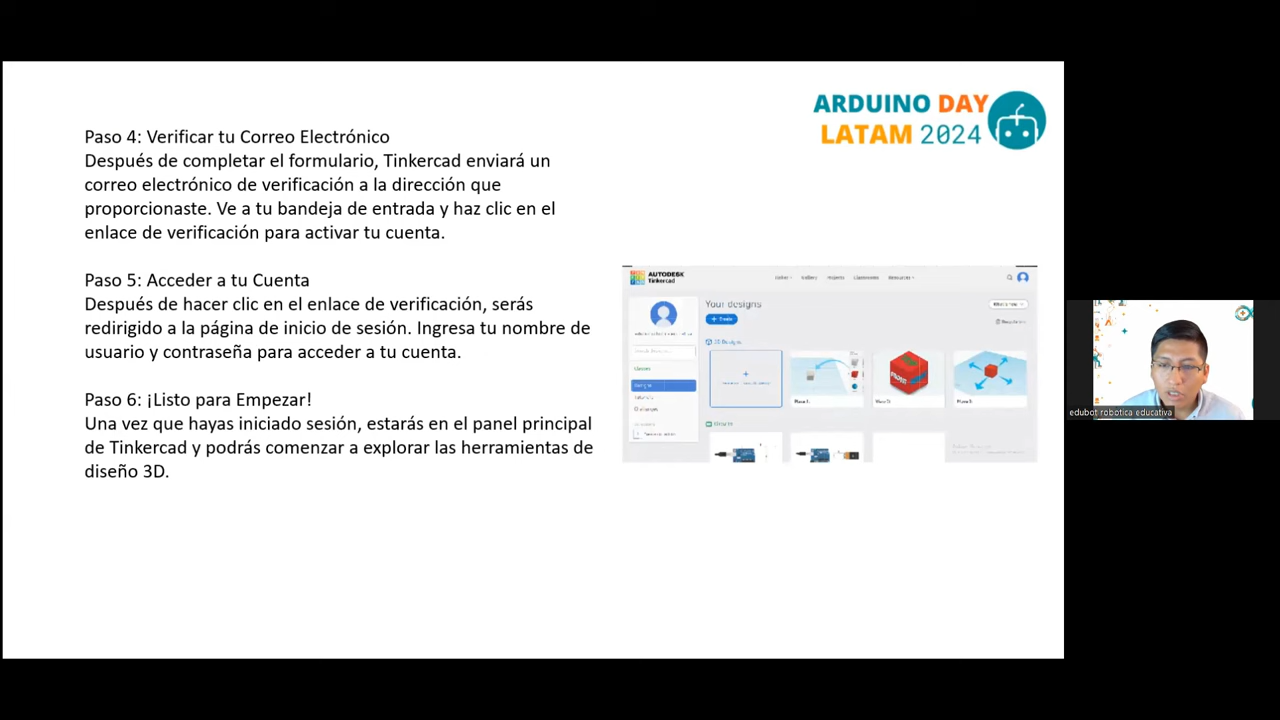 ARDUINO DAY
LATAM 2024
Paso 4: Verificar tu Correo Electrónico
Después de completar el formulario, Tinkercad enviará un
correo electrónico de verificación a la dirección que
proporcionaste. Ve a tu bandeja de entrada y haz clic en el
enlace de verificación para activar tu cuenta.
Paso 5: Acceder a tu Cuenta
Después de hacer clic en el enlace de verificación, serás
redirigido a la página de inicio de sesión. Ingresa tu nombre de
usuario y contraseña para acceder a tu cuenta.
Paso 6: ¡Listo para Empezar!
Una vez que hayas iniciado sesión, estarás en el panel principal
de Tinkercad y podrás comenzar a explorar las herramientas de
diseño 3D.
AUTODESK
Tinkercad
Your designs
Create
3D Designs
edubot robotica educativa